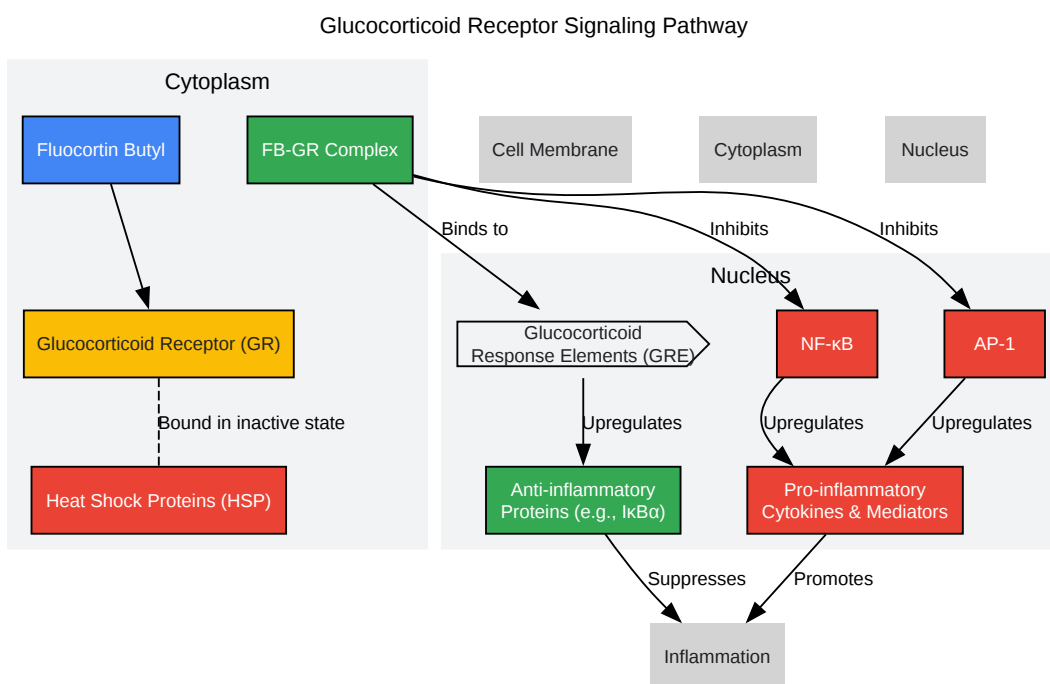 Glucocorticoid Receptor Signaling Pathway
Cytoplasm
Fluocortin Butyl
FB-GR Complex
Cell Membrane
Cytoplasm
Nucleus
Binds to
Inhibits
Inhibits
Nucleus
Glucocorticoid Receptor (GR)
Glucocorticoid
Response Elements (GRE)
NF-κB
AP-1
Bound in inactive state
Upregulates
Upregulates
Upregulates
Heat Shock Proteins (HSP)
Anti-inflammatory
Proteins (e.g., IκBα)
Pro-inflammatory
Cytokines & Mediators
Suppresses
Promotes
Inflammation